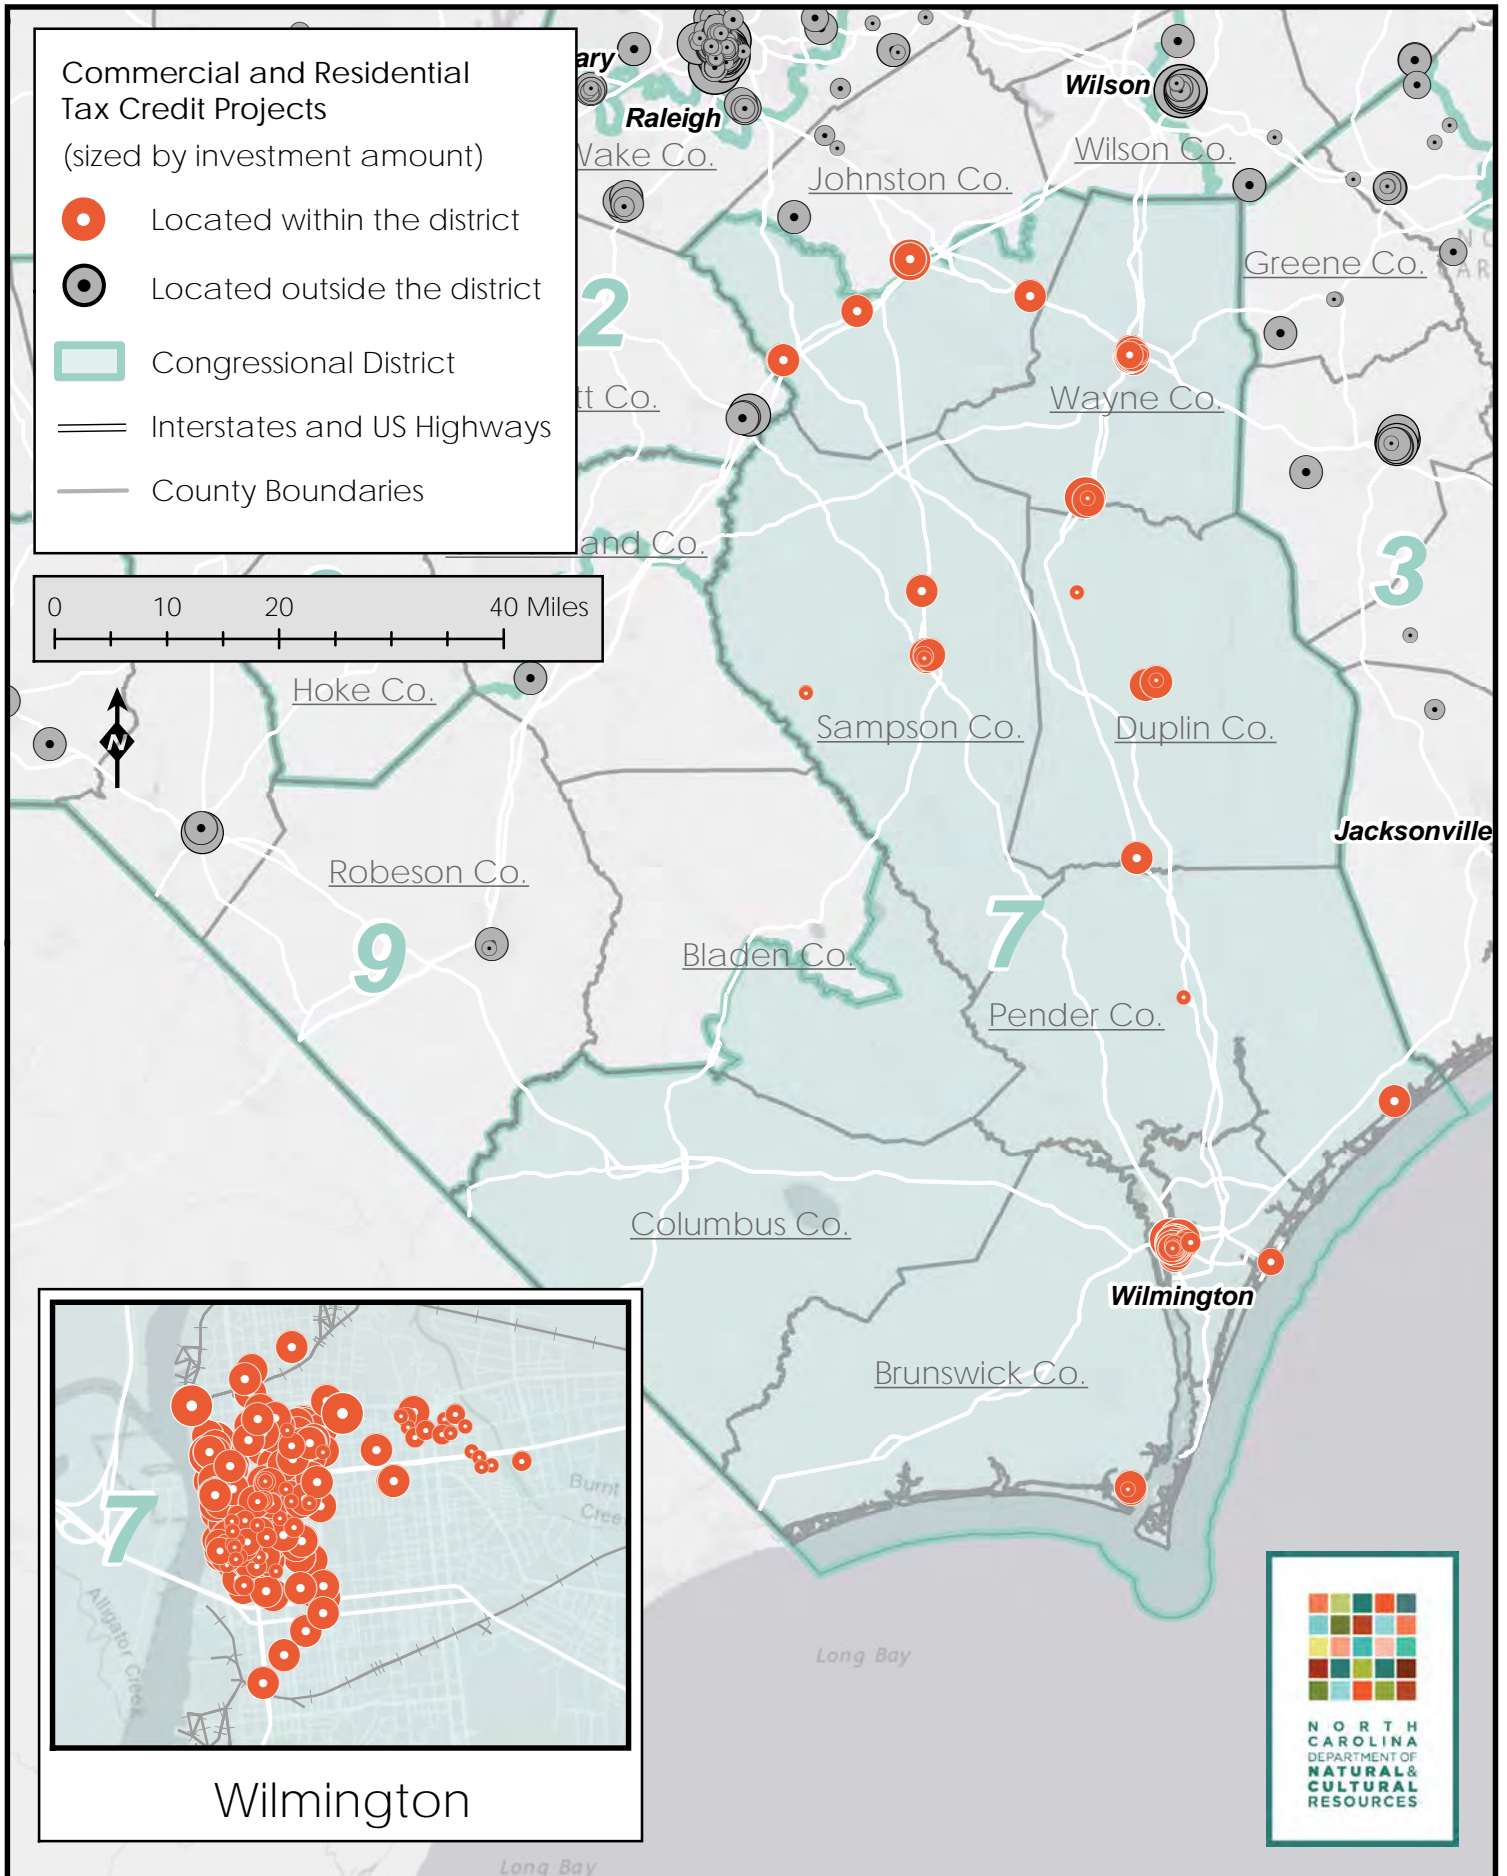 Commercial and Residential
Tax Credit Projects
(sized by investment amount)
Located within the district
Located outside the district
Congressional District
Interstates and US Highways
County Boundaries
0 10 20 40 Miles
N
ary
Raleigh
Wake Co.
Johnston Co.
Wilson
Wilson Co.
Greene Co.
2
tt Co.
Wayne Co.
and Co.
3
Hoke Co.
Sampson Co.
Duplin Co.
Jacksonville
Robeson Co.
9
7
Bladen Co.
Pender Co.
Columbus Co.
Wilmington
Brunswick Co.
7
Burnt
Alligator Creek
Wilmington
Long Bay
Long Bay
NORTH
CAROLINA
DEPARTMENT OF
NATURAL &
CULTURAL
RESOURCES